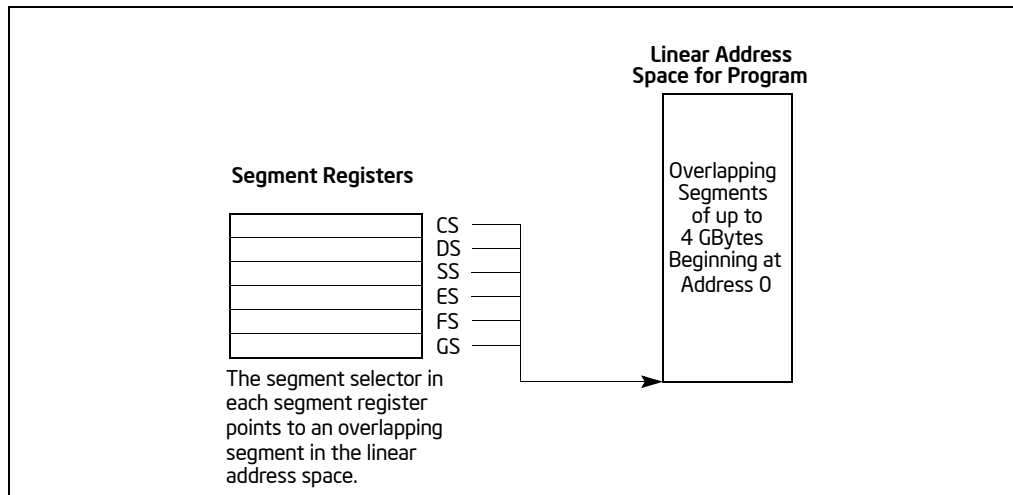 Linear Address
Space for Program
Overlapping
Segments
of up to
4 GBytes
Beginning at
Address 0
Segment Registers
CS
DS
SS
ES
FS
GS
The segment selector in
each segment register
points to an overlapping
segment in the linear
address space.